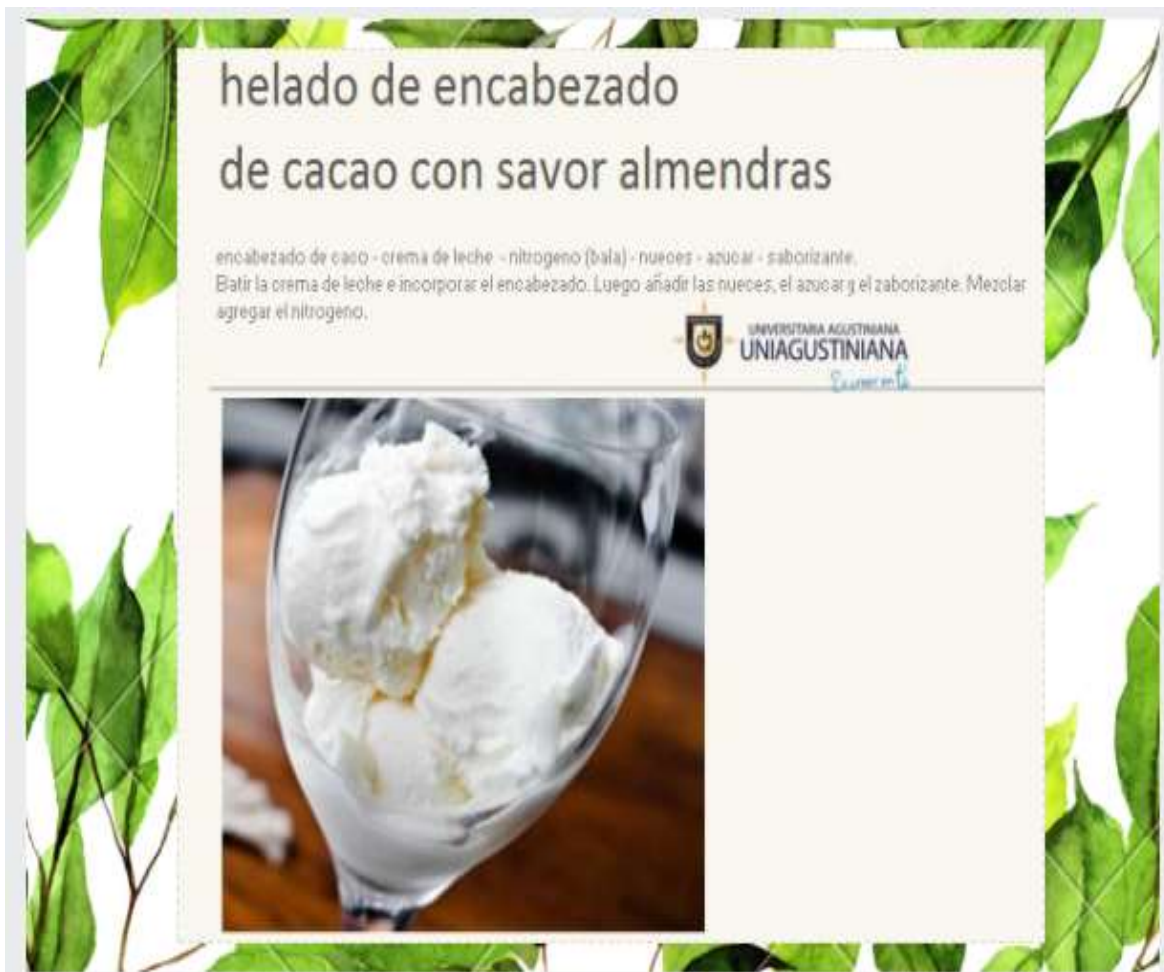 helado de encabezado
de cacao con savor almendras
encabezado de caco - crema de leche - nitrogeno (bala) - nueces - azucar - saborizante.
Batir la crema de leche e incorporar el encabezado. Luego añadir las nueces, el azucar y el zaborizante. Mezclar
agregar el nitrogeno.
UNIVERSITARIA AGUSTINIANA
UNIAGUSTINIANA